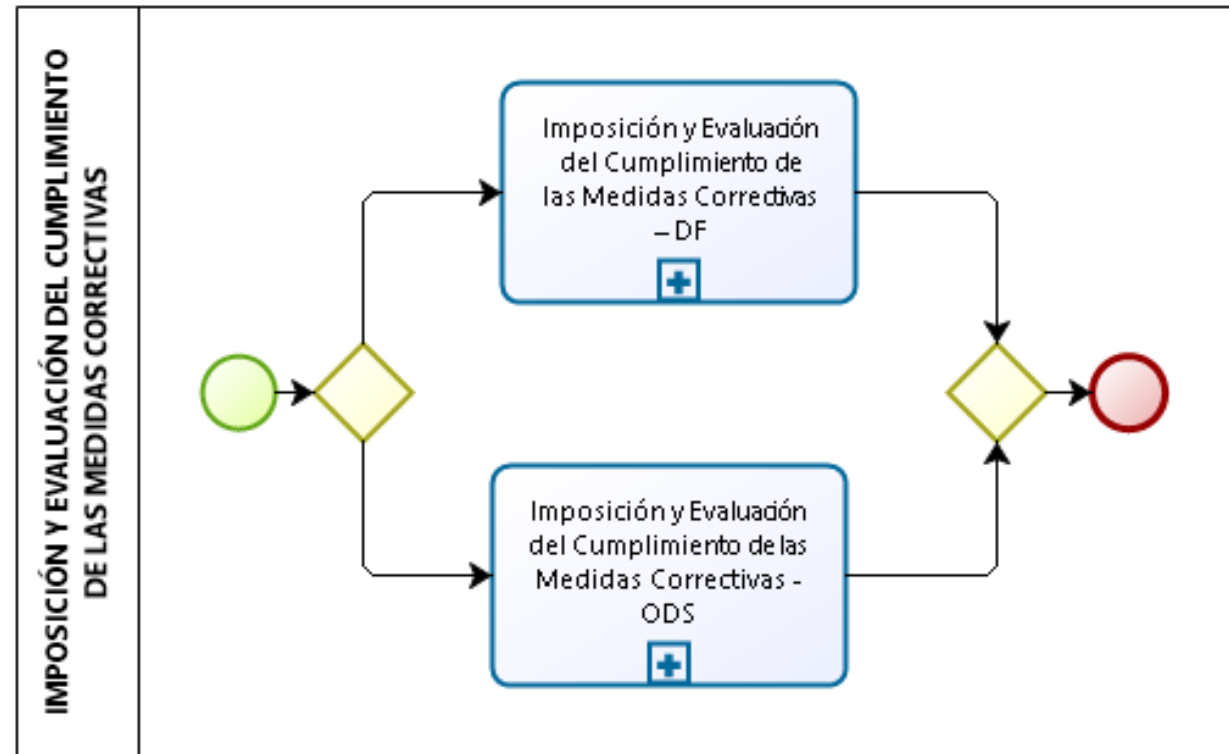 IMPOSICIÓN Y EVALUACIÓN DEL CUMPLIMIENTO
DE LAS MEDIDAS CORRECTIVAS
Imposición y Evaluación
del Cumplimiento de
las Medidas Correctivas
– DF
Imposición y Evaluación
del Cumplimiento de las
Medidas Correctivas -
ODS